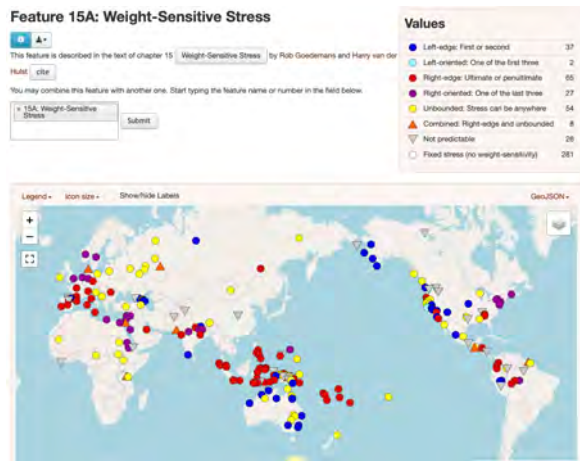 Feature 15A: Weight-Sensitive Stress
This feature is described in the text of chapter 15 Weight-Sensitive Stress by Rob Goedemans and Harry van der
Hulst cite
You may combine this feature with another one. Start typing the feature name or number in the field below.
× 15A: Weight-Sensitive
Stress
Submit
Values
Left-edge: First or second 37
Left-oriented: One of the first three 2
Right-edge: Ultimate or penultimate 65
Right-oriented: One of the last three 27
Unbounded: Stress can be anywhere 54
Combined: Right-edge and unbounded 8
Not predictable 26
Fixed stress (no weight-sensitivity) 281
Legend icon size Show/hide Labels GeoJSON
+
−